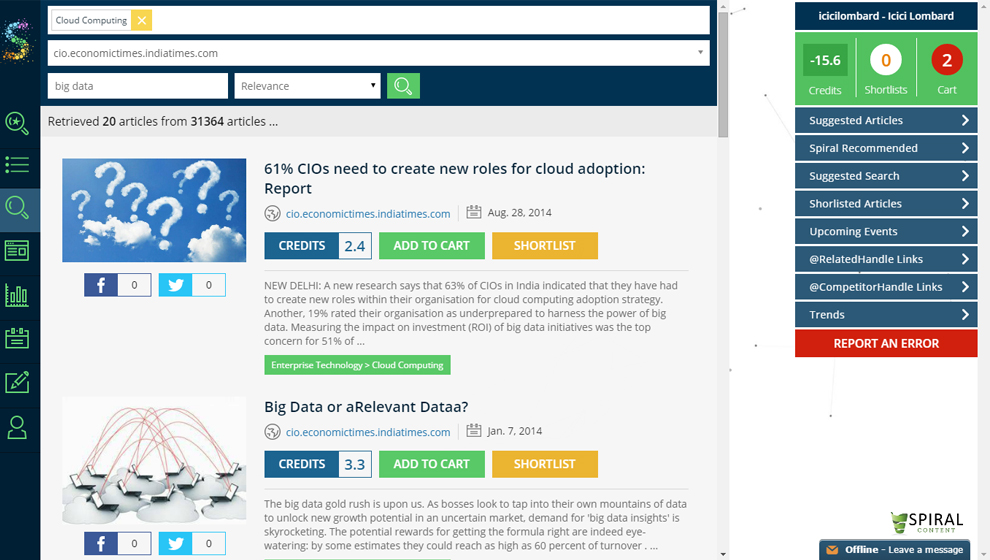 Cloud Computing ×
cio.economictimes.indiatimes.com
big data
Relevance
Retrieved 20 articles from 31364 articles ...
61% CIOs need to create new roles for cloud adoption:
Report
cio.economictimes.indiatimes.com
Aug. 28, 2014
CREDITS 2.4 ADD TO CART SHORTLIST
f 0 0
NEW DELHI: A new research says that 63% of CIOs in India indicated that they have had
to create new roles within their organisation for cloud computing adoption strategy.
Another, 19% rated their organisation as underprepared to harness the power of big
data. Measuring the impact on investment (ROI) of big data initiatives was the top
concern for 51% of ...
Enterprise Technology > Cloud Computing
Big Data or aRelevant Dataa?
cio.economictimes.indiatimes.com
Jan. 7, 2014
CREDITS 3.3 ADD TO CART SHORTLIST
The big data gold rush is upon us. As bosses look to tap into their own mountains of data
to unlock new growth potential in an uncertain market, demand for 'big data insights' is
skyrocketing. The potential rewards for getting the formula right are indeed eye-
watering: by some estimates they could reach as high as 60 percent of turnover . ...
f 0 0
icicilombard - Icici Lombard
-15.6 0 2
Credits Shortlists Cart
Suggested Articles
Spiral Recommended
Suggested Search
Shorlisted Articles
Upcoming Events
@RelatedHandle Links
@CompetitorHandle Links
Trends
REPORT AN ERROR
SPIRAL
CONTENT
Offline - Leave a message